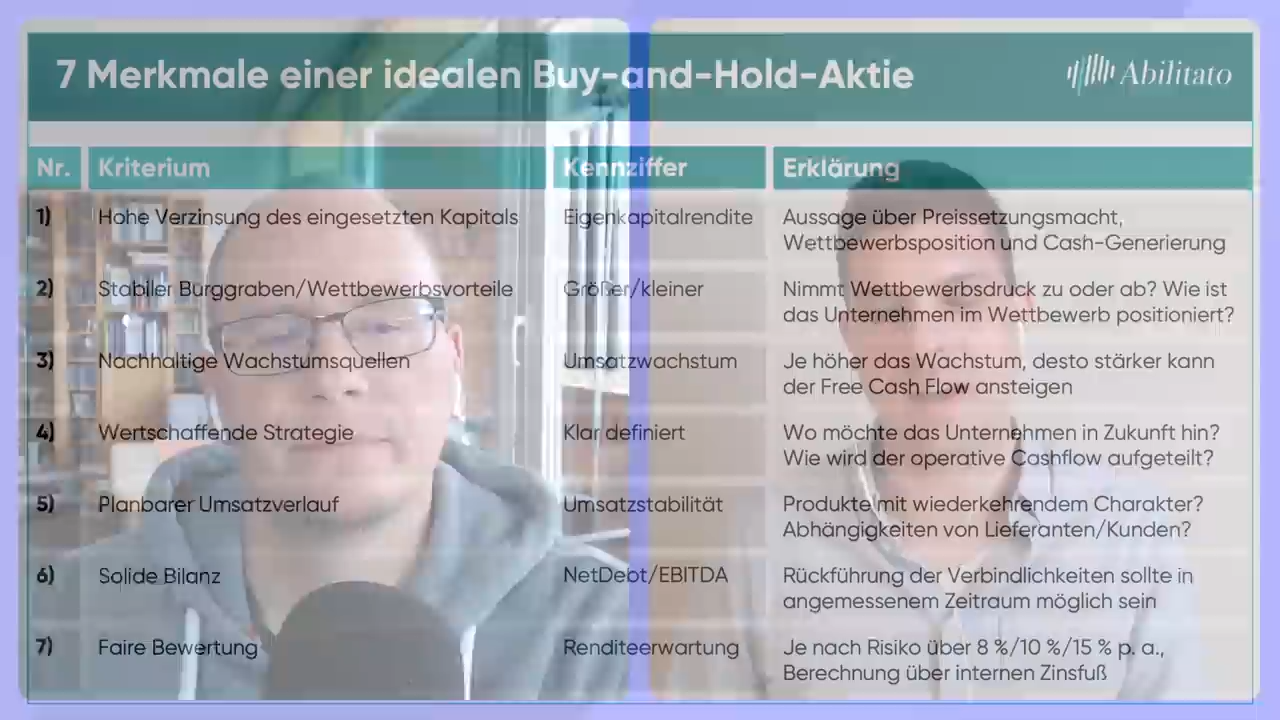 7 Merkmale einer idealen Buy-and-Hold-Aktie
Abilitato
Nr. Kriterium Kennziffer Erklärung
1) Hohe Verzinsung des eingesetzten Kapitals Eigenkapitalrendite Aussage über Preissetzungsmacht,
Wettbewerbsposition und Cash-Generierung
2) Stabiler Burggraben/Wettbewerbsvorteile Größer/kleiner Nimmt Wettbewerbsdruck zu oder ab? Wie ist
das Unternehmen im Wettbewerb positioniert?
3) Nachhaltige Wachstumsquellen Umsatzwachstum Je höher das Wachstum, desto stärker kann
der Free Cash Flow ansteigen
4) Wertschaffende Strategie Klar definiert Wo möchte das Unternehmen in Zukunft hin?
Wie wird der operative Cashflow aufgeteilt?
5) Planbarer Umsatzverlauf Umsatzstabilität Produkte mit wiederkehrendem Charakter?
Abhängigkeiten von Lieferanten/Kunden?
6) Solide Bilanz NetDebt/EBITDA Rückführung der Verbindlichkeiten sollte in
angemessenem Zeitraum möglich sein
7) Faire Bewertung Renditeerwartung Je nach Risiko über 8 %/10 %/15 % p. a.,
Berechnung über internen Zinsfuß